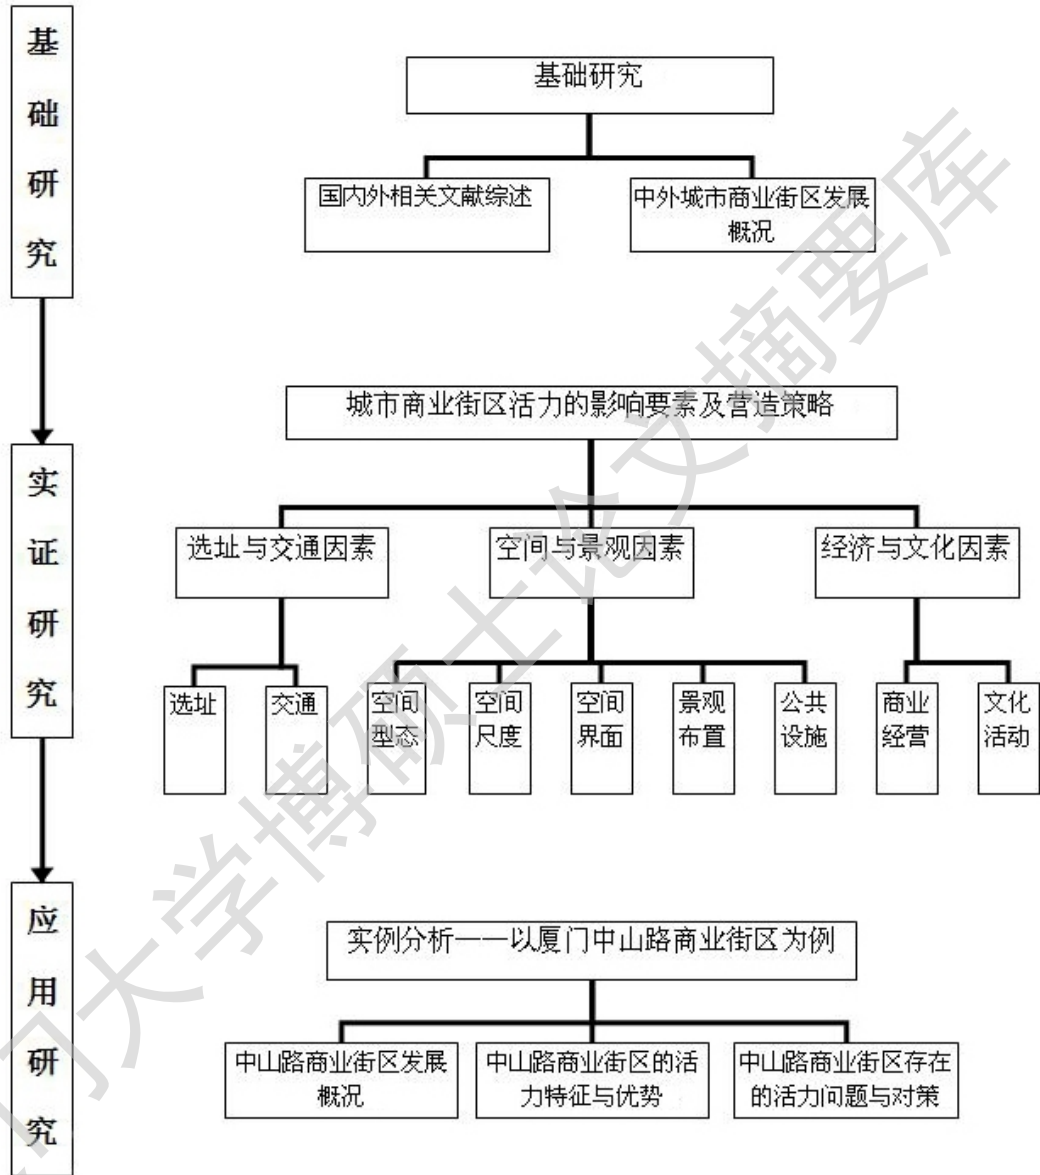 基础研究
基础研究
国内外相关文献综述
中外城市商业街区发展
概况
实证研究
城市商业街区活力的影响要素及营造策略
选址与交通因素
空间与景观因素
经济与文化因素
选址
交通
空间
型态
空间
尺度
空间
界面
景观
布置
公共
设施
商业
经营
文化
活动
应用研究
实例分析——以厦门中山路商业街区为例
中山路商业街区发展
概况
中山路商业街区的活
力特征与优势
中山路商业街区存在
的活力问题与对策
门大学博硕士论文摘要库